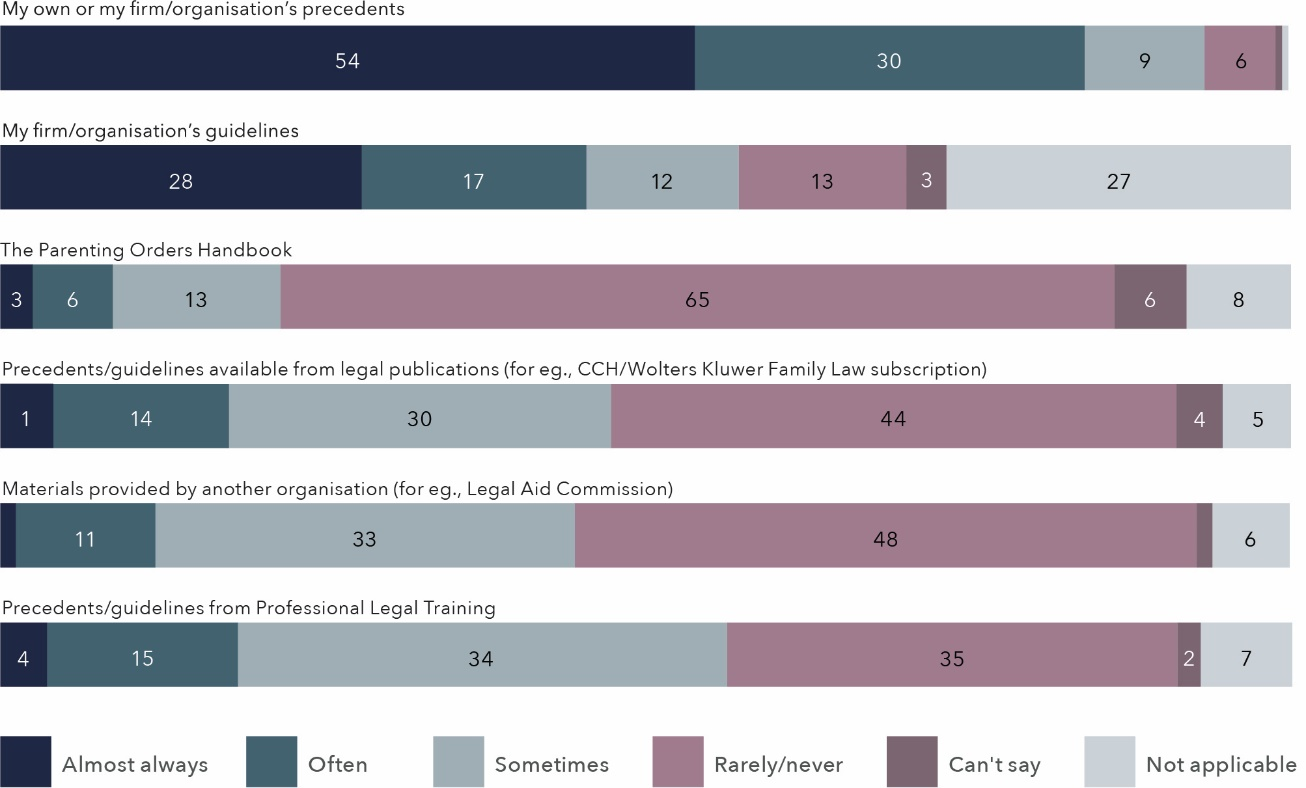 My own or my firm/organisation's precedents
54 30 9 6
My firm/organisation's guidelines
28 17 12 13 3 27
The Parenting Orders Handbook
3 6 13 65 6 8
Precedents/guidelines available from legal publications (for eg., CCH/Wolters Kluwer Family Law subscription)
1 14 30 44 4 5
Materials provided by another organisation (for eg., Legal Aid Commission)
11 33 48 6
Precedents/guidelines from Professional Legal Training
4 15 34 35 2 7
Almost always Often Sometimes Rarely/never Can't say Not applicable